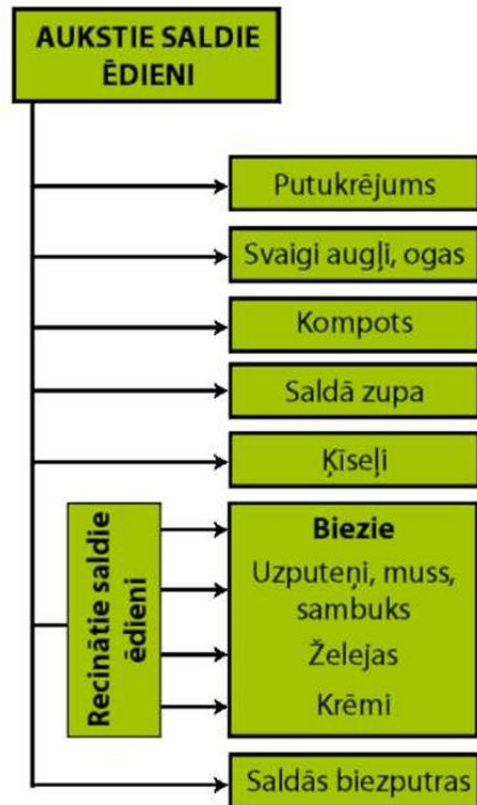 AUKSTIE SALDIE
ĒDIENI
Putukrējums
Svaigi augļi, ogas
Kompots
Saldā zupa
Ķīseļi
Recinātie saldie
ēdieni
Biezie
Uzputeņi, muss,
sambuks
Želejas
Krēmi
Saldās biezputras